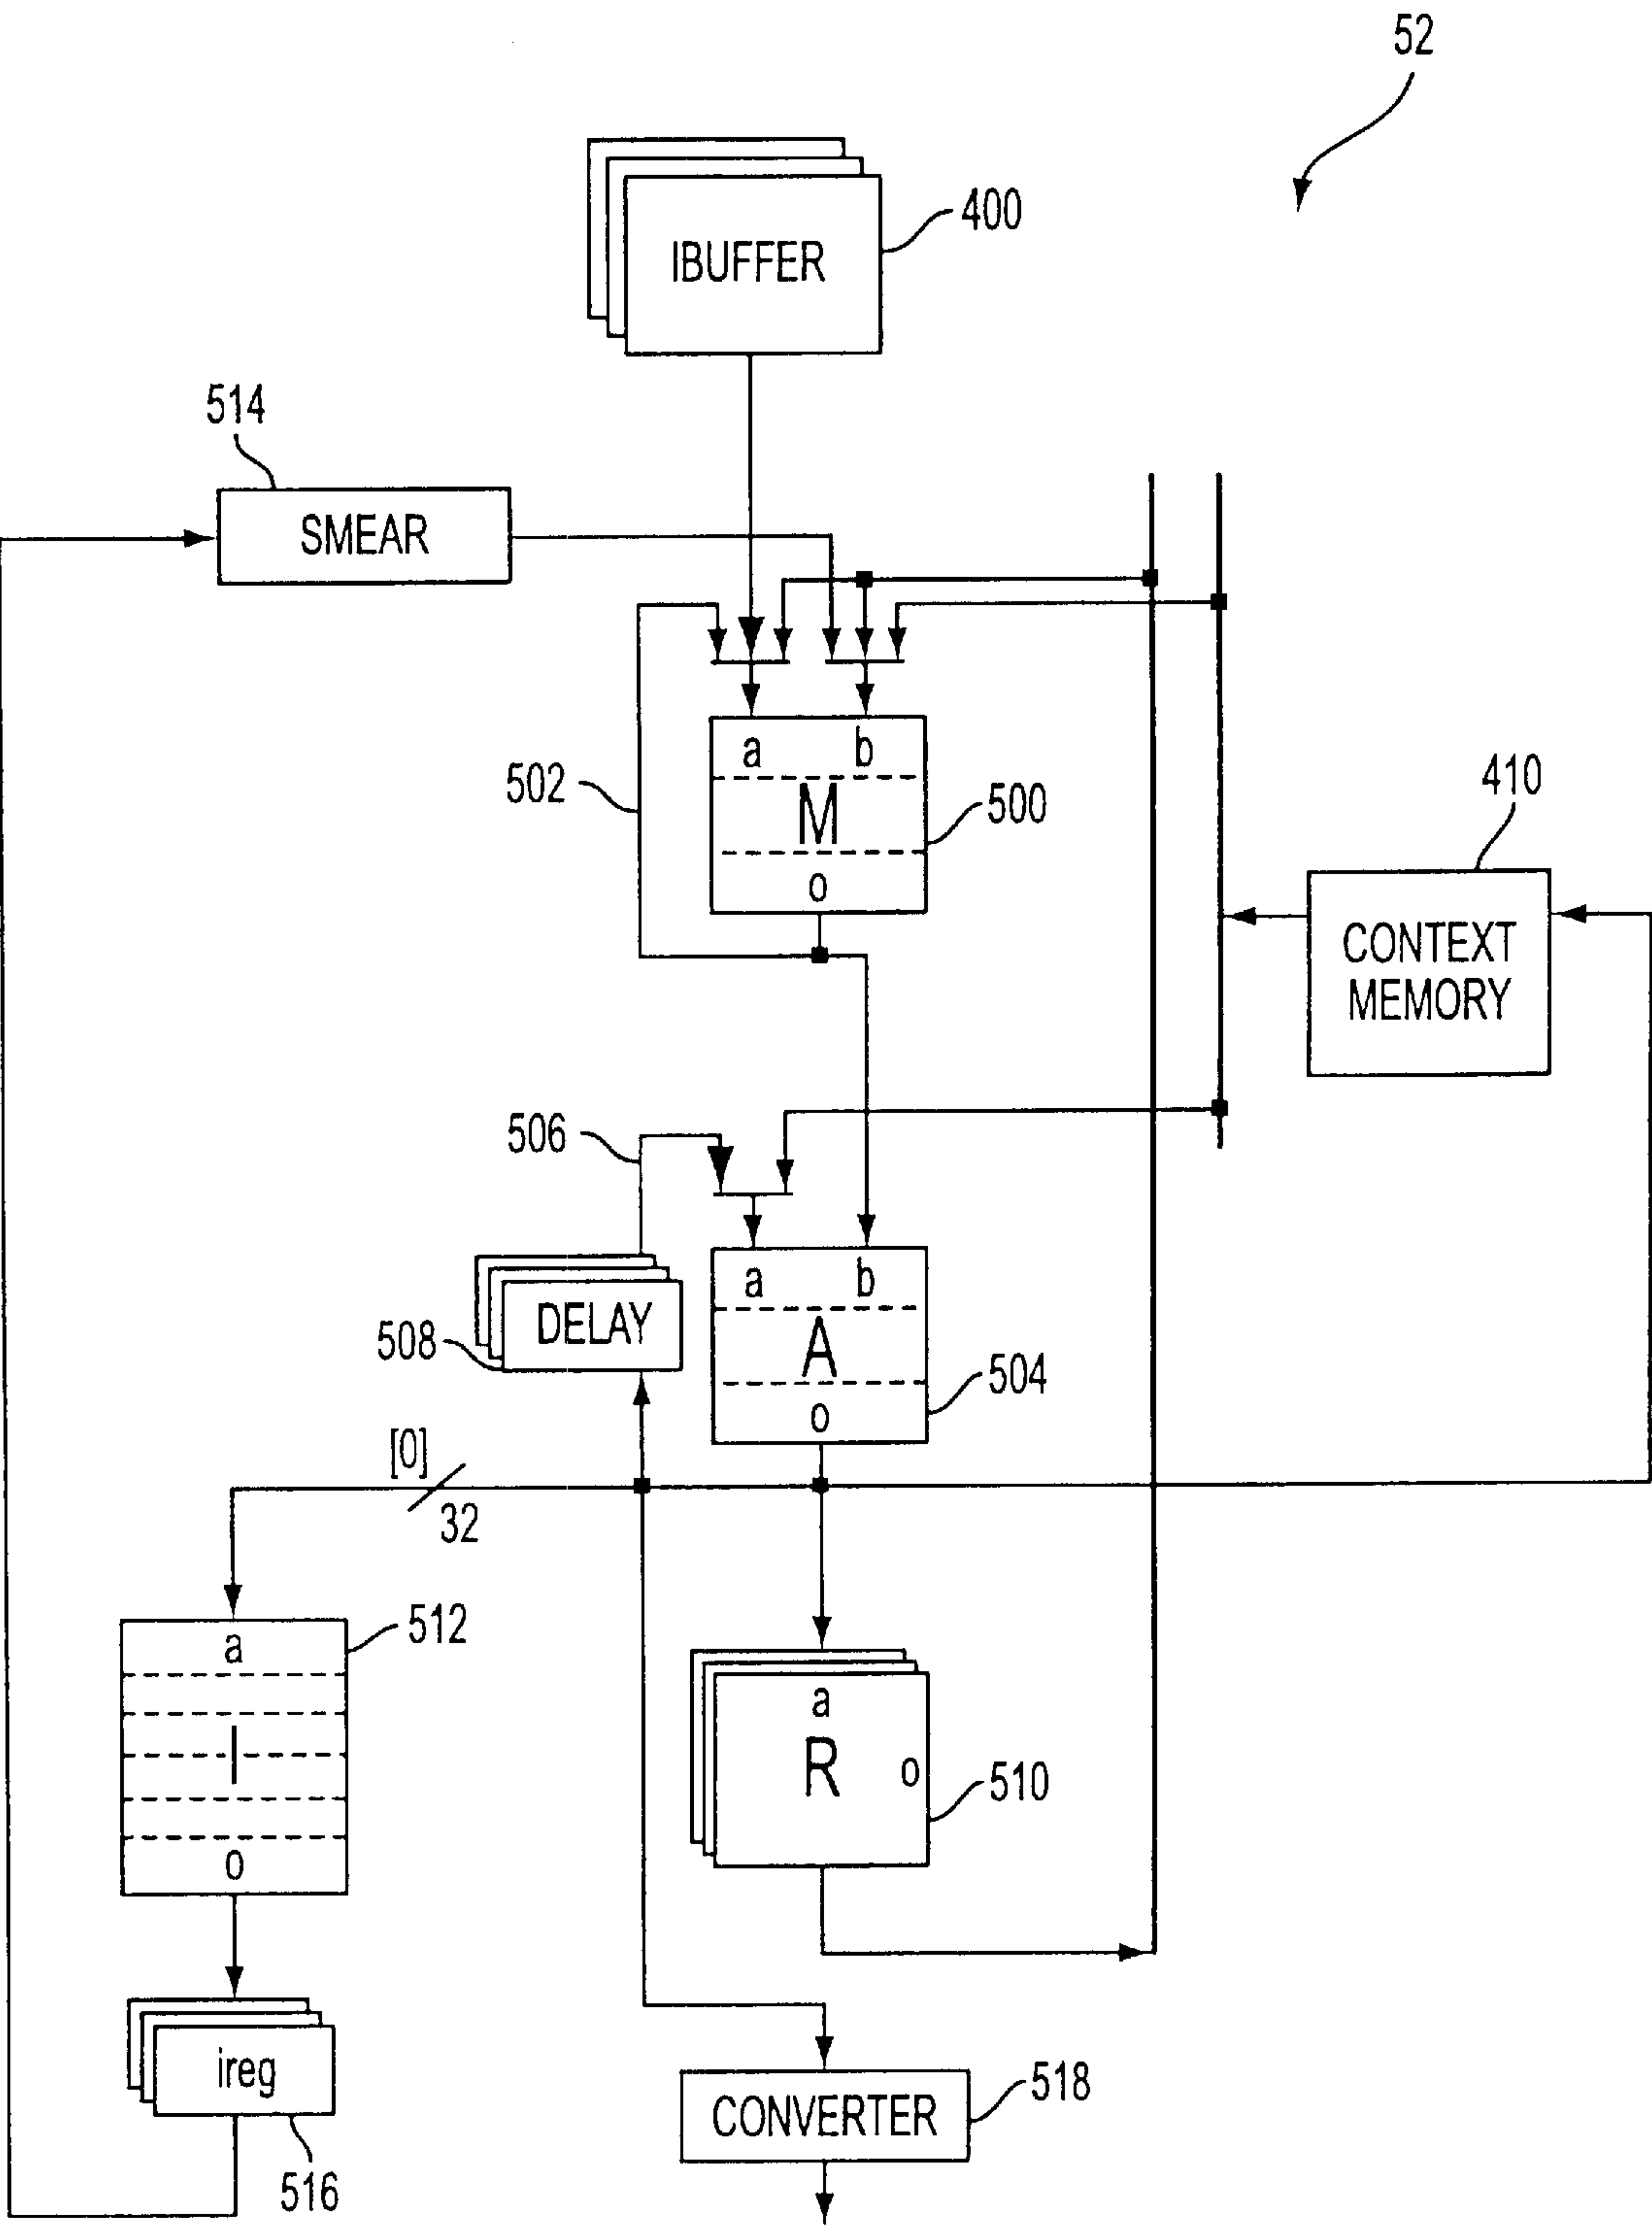 52
400
IBUFFER
514
SMEAR
a b
502
M
500
o
410
CONTEXT
MEMORY
506
a b
DELAY
508
A
504
o
[0]
32
512
a
I
o
a
R
o
510
ireg
516
CONVERTER
518